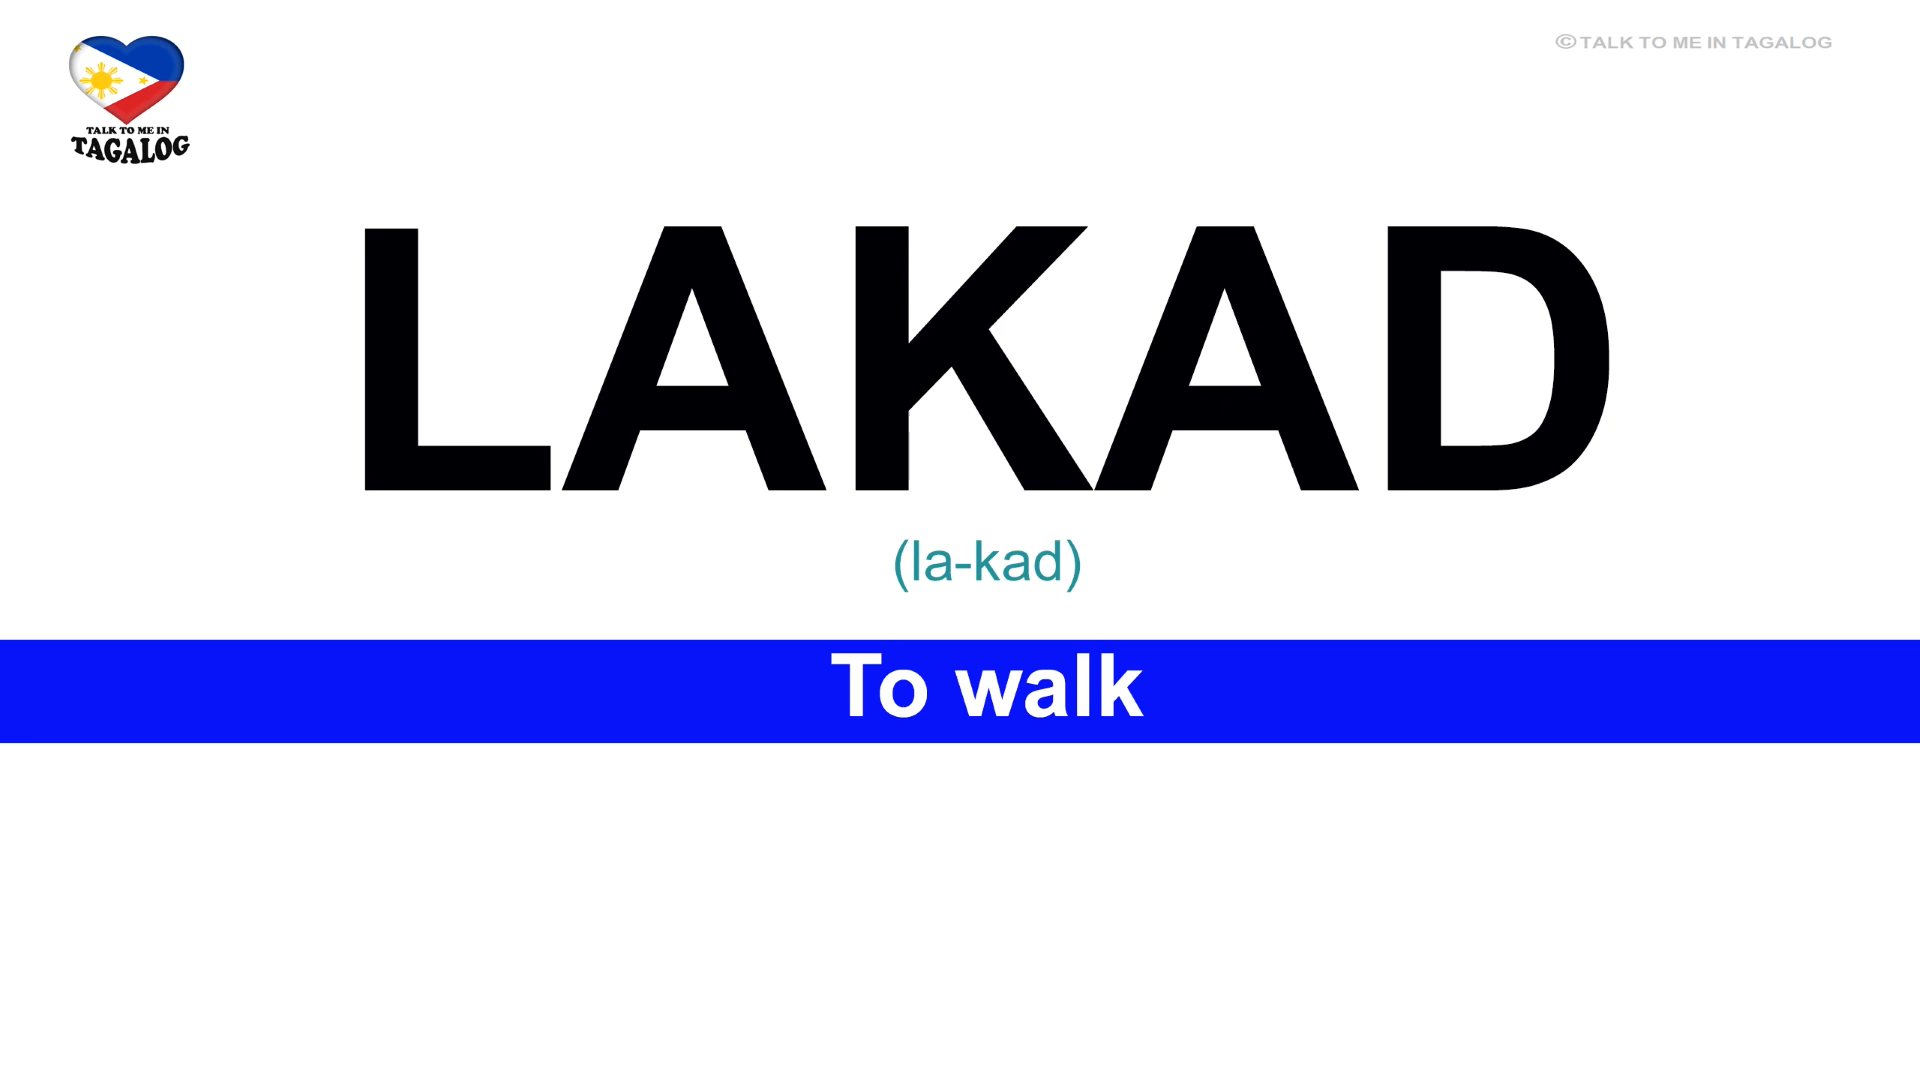 TALK TO ME IN
TAGALOG
© TALK TO ME IN TAGALOG
LAKAD
(la-kad)
To walk